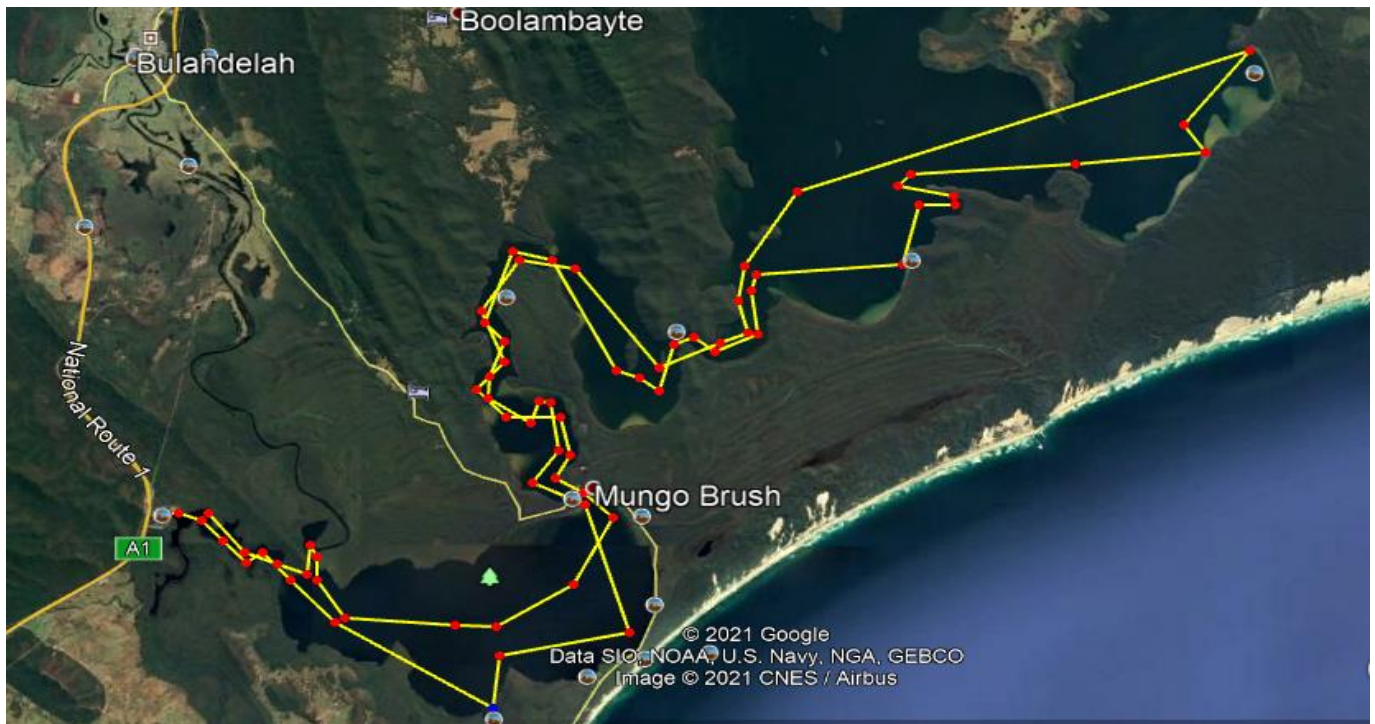 Boolambayte
Bulahdelah
National Route 1
A1
Mungo Brush
© 2021 Google
Data SIO, NOAA, U.S. Navy, NGA, GEBCO
Image © 2021 CNES / Airbus